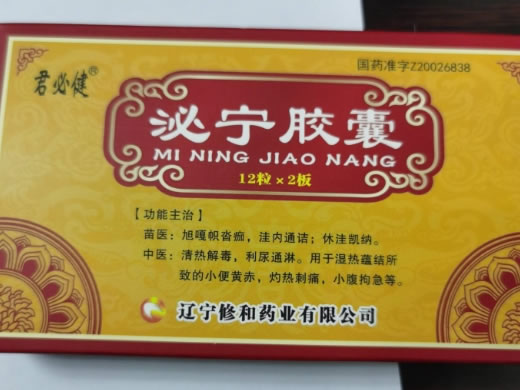 国药准字Z20026838
君必健®
泌宁胶囊
MI NING JIAO NANG
12粒×2板
【功能主治】
苗医：旭嘎帜沓痂，洼内通诘；休洼凯纳。
中医：清热解毒，利尿通淋。用于湿热蕴结所
致的小便黄赤，灼热刺痛，小腹拘急等。
辽宁修和药业有限公司